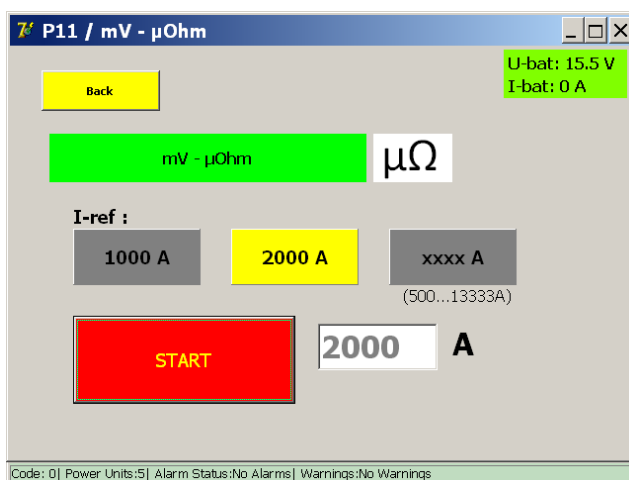 P11 / mV - µOhm
U-bat: 15.5 V
I-bat: 0 A
Back
mV - µOhm
µΩ
I-ref :
1000 A
2000 A
xxxx A
(500...13333A)
START
2000
A
Code: 0| Power Units:5| Alarm Status:No Alarms| Warnings:No Warnings